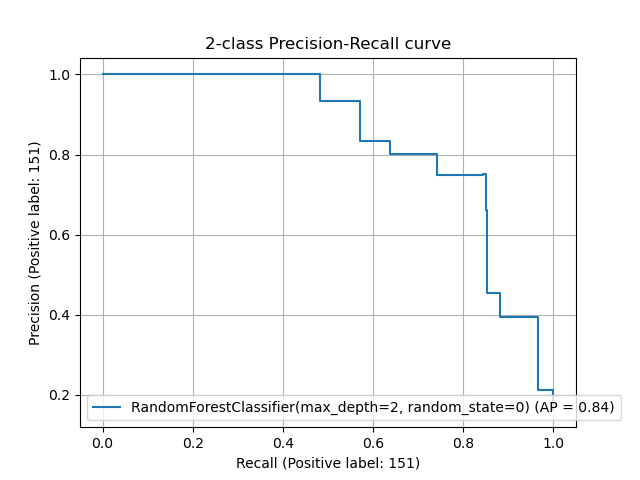 2-class Precision-Recall curve
1.0
0.8
0.6
0.4
0.2
Precision (Positive label: 151)
RandomForestClassifier(max_depth=2, random_state=0) (AP = 0.84)
0.0 0.2 0.4 0.6 0.8 1.0
Recall (Positive label: 151)